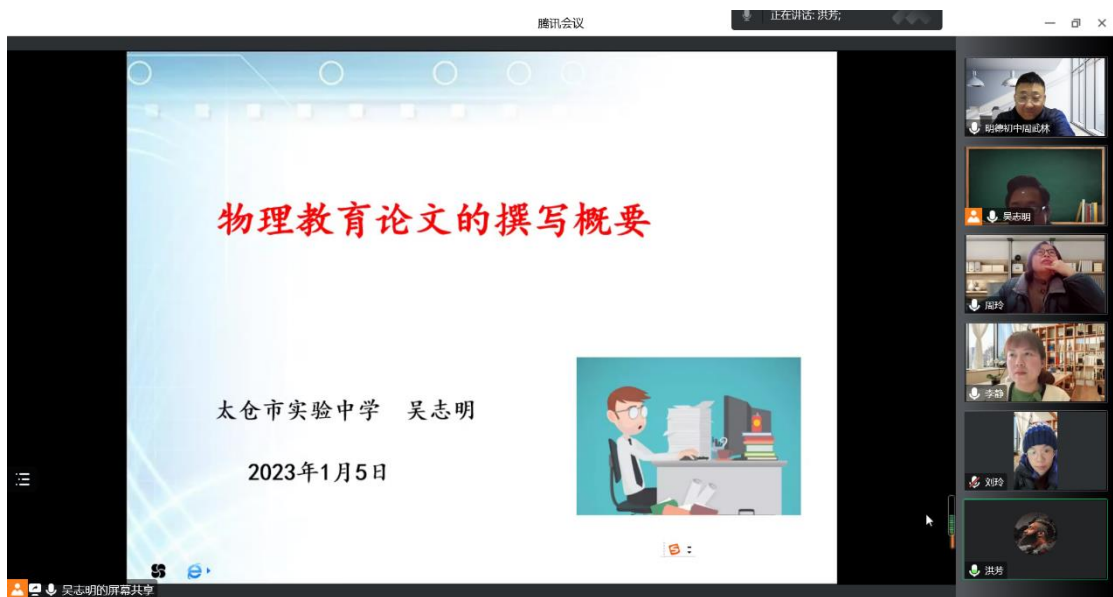 腾讯会议
正在讲话: 洪芳;
物理教育论文的撰写概要
太仓市实验中学 吴志明
2023年1月5日
明德初中周武林
吴志明
周玲
李静
刘玲
洪芳
吴志明的屏幕共享